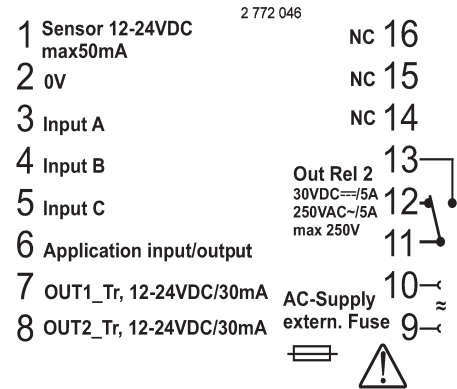 2 772 046
1 Sensor 12-24VDC
max50mA
2 0V
3 Input A
4 Input B
5 Input C
6 Application input/output
7 OUT1_Tr, 12-24VDC/30mA
8 OUT2_Tr, 12-24VDC/30mA
NC 16
NC 15
NC 14
13
Out Rel 2
30VDC⎓/5A 12
250VAC~/5A
max 250V
11
10
AC-Supply
≈
extern. Fuse 9
!